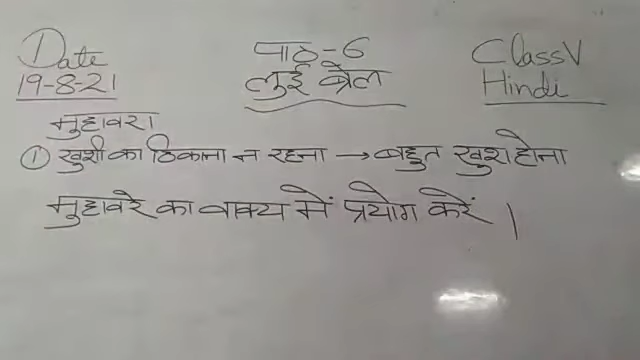 Date
19-8-21
पाठ-6
लुई ब्रेल
Class V
Hindi
मुहावरा
① खुशी का ठिकाना न रहना → बहुत खुश होना
मुहावरे का वाक्य में प्रयोग करें ।